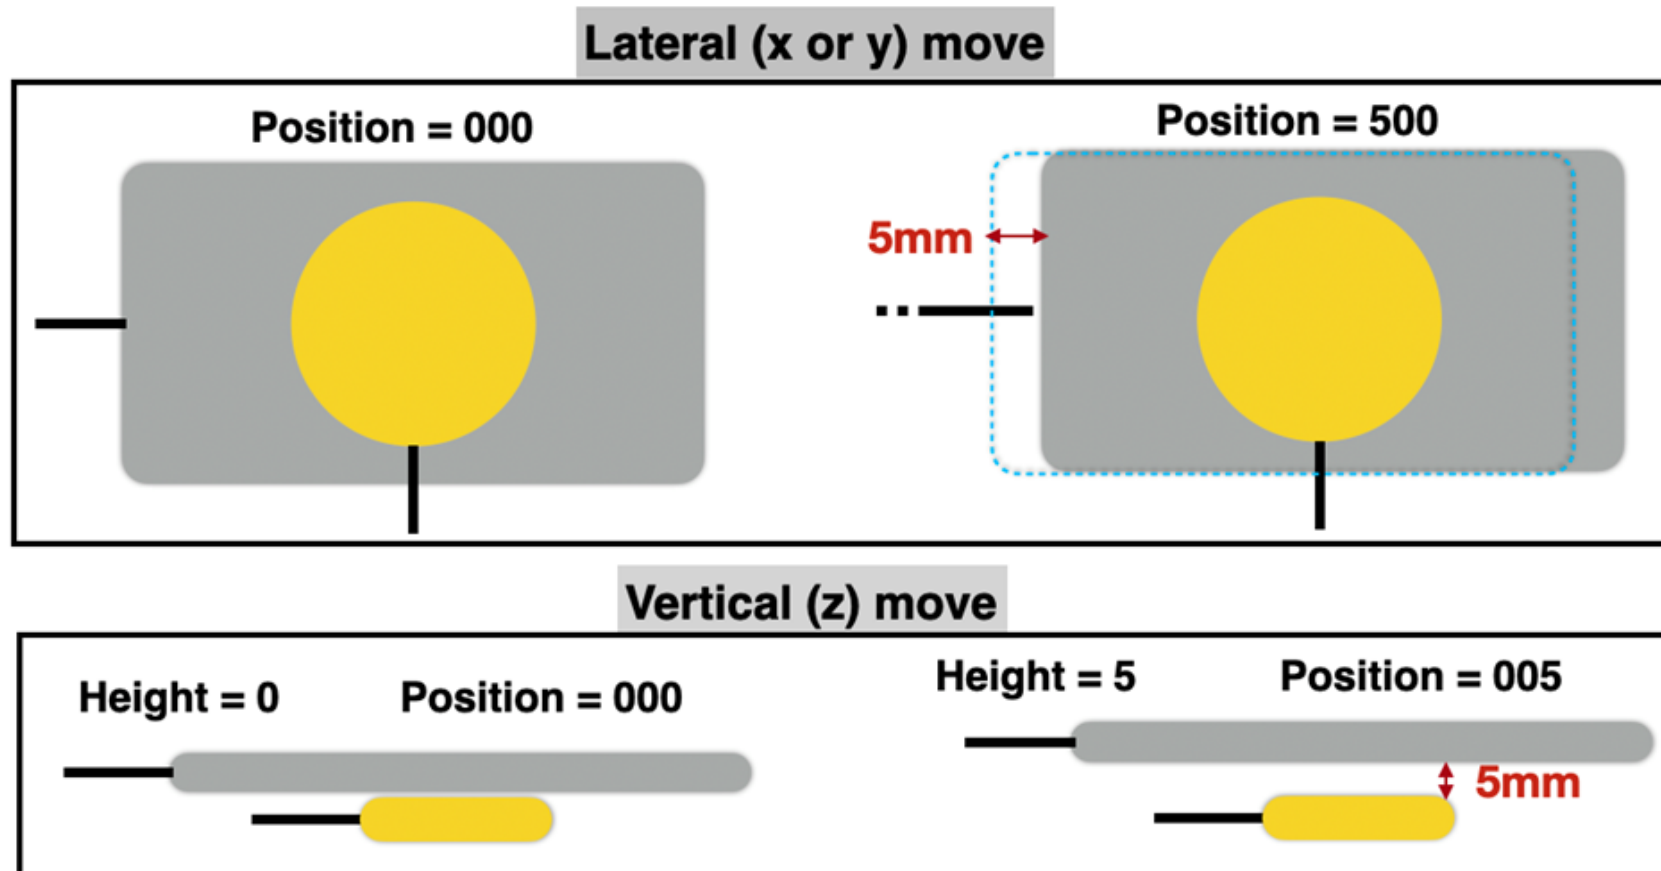 Lateral (x or y) move
Position = 000
Position = 500
5mm
Vertical (z) move
Height = 0
Position = 000
Height = 5
Position = 005
5mm